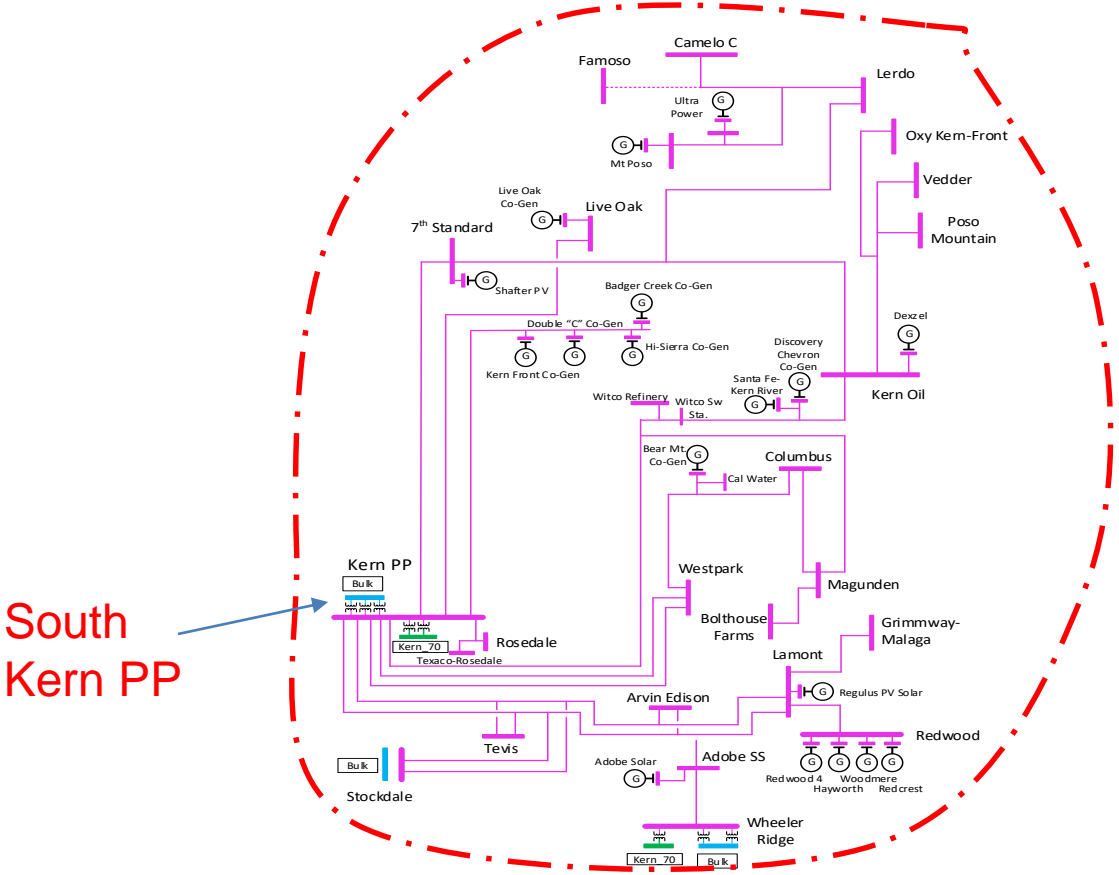 Camelo C
Famoso
Lerdo
G
Ultra
Power
Oxy Kern-Front
G
Mt Poso
Vedder
Live Oak
Co-Gen
G
Live Oak
Poso
Mountain
7th Standard
G
Shafter PV
Badger Creek Co-Gen
G
Dexzel
G
Double "C" Co-Gen
Hi-Sierra Co-Gen
G
G
G
Kern Front Co-Gen
Discovery
Chevron
Co-Gen
G
Santa Fe-
Kern River
G
Kern Oil
Witco Refinery
Witco Sw
Sta.
Bear Mt.
Co-Gen
G
Columbus
Cal Water
Kern PP
Bulk
Westpark
Magunden
South
Kern PP
Bolthouse
Farms
Grimmway-
Malaga
Rosedale
Kern_70
Texaco-Rosedale
Lamont
G
Regulus PV Solar
Arvin Edison
Tevis
Redwood
Adobe SS
Adobe Solar
G
Bulk
Stockdale
G
G
G
G
Redwood 4
Woodmere
Hayworth
Redcrest
Wheeler
Ridge
Kern_70
Bulk